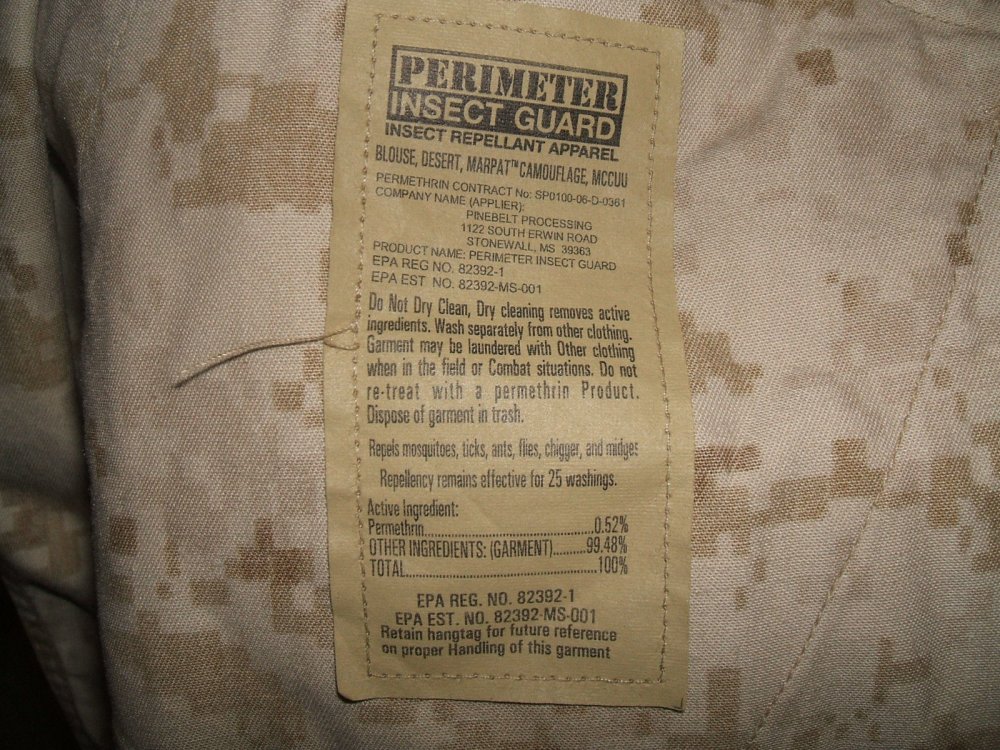 PERIMETER
INSECT GUARD
INSECT REPELLANT APPAREL
BLOUSE, DESERT, MARPAT™ CAMOUFLAGE, MCCUU
PERMETHRIN CONTRACT No: SP0100-06-D-0361
COMPANY NAME (APPLIER):
PINEBELT PROCESSING
1122 SOUTH ERWIN ROAD
STONEWALL, MS 39363
PRODUCT NAME: PERIMETER INSECT GUARD
EPA REG NO. 82392-1
EPA EST NO. 82392-MS-001
Do Not Dry Clean, Dry cleaning removes active
ingredients. Wash separately from other clothing.
Garment may be laundered with Other clothing
when in the field or Combat situations. Do not
re-treat with a permethrin Product.
Dispose of garment in trash.
Repels mosquitoes, ticks, ants, flies, chigger, and midges
Repellency remains effective for 25 washings.
Active Ingredient:
Permethrin..............................0.52%
OTHER INGREDIENTS: (GARMENT)........99.48%
TOTAL..................................100%
EPA REG. NO. 82392-1
EPA EST. NO. 82392-MS-001
Retain hangtag for future reference
on proper Handling of this garment